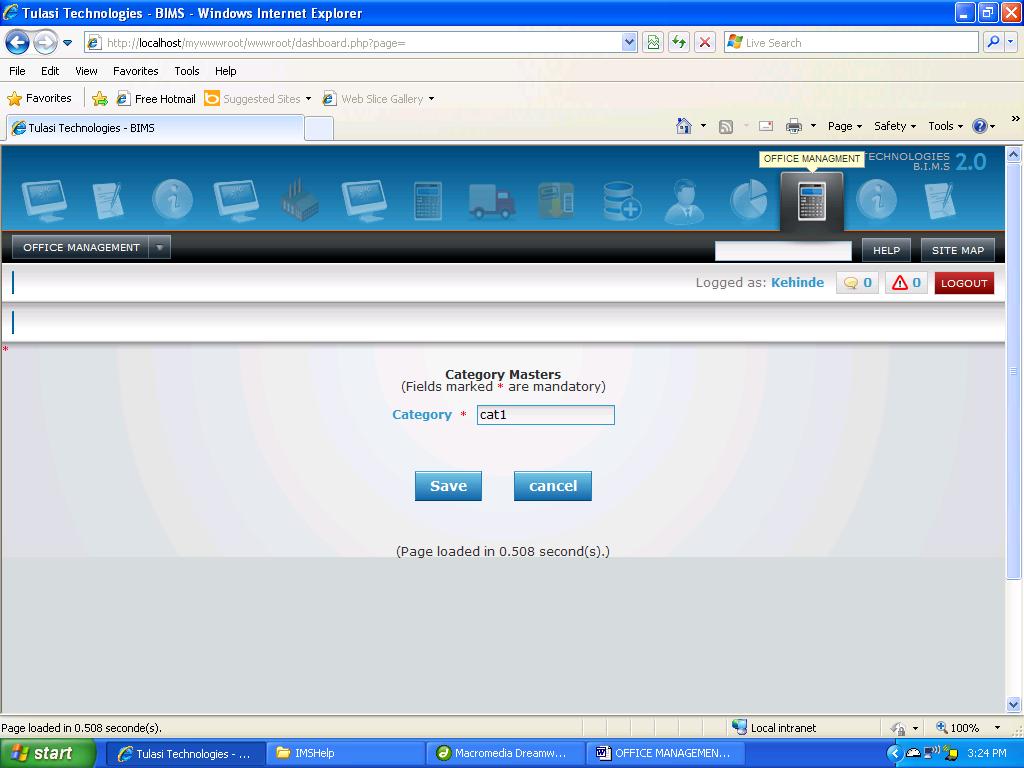 Tulasi Technologies - BIMS - Windows Internet Explorer
http://localhost/mywwwroot/wwwroot/dashboard.php?page=
Live Search
File Edit View Favorites Tools Help
Favorites Free Hotmail Suggested Sites Web Slice Gallery
Tulasi Technologies - BIMS
Page Safety Tools
OFFICE MANAGMENT
TECHNOLOGIES
B.I.M.S 2.0
OFFICE MANAGEMENT HELP SITE MAP
Logged as: Kehinde 0 0 LOGOUT
*
Category Masters
(Fields marked * are mandatory)
Category * cat1
Save cancel
(Page loaded in 0.508 second(s).)
Page loaded in 0.508 seconde(s). Local intranet 100%
start Tulasi Technologies - ... IMSHelp Macromedia Dreamw... OFFICE MANAGEMEN... 3:24 PM